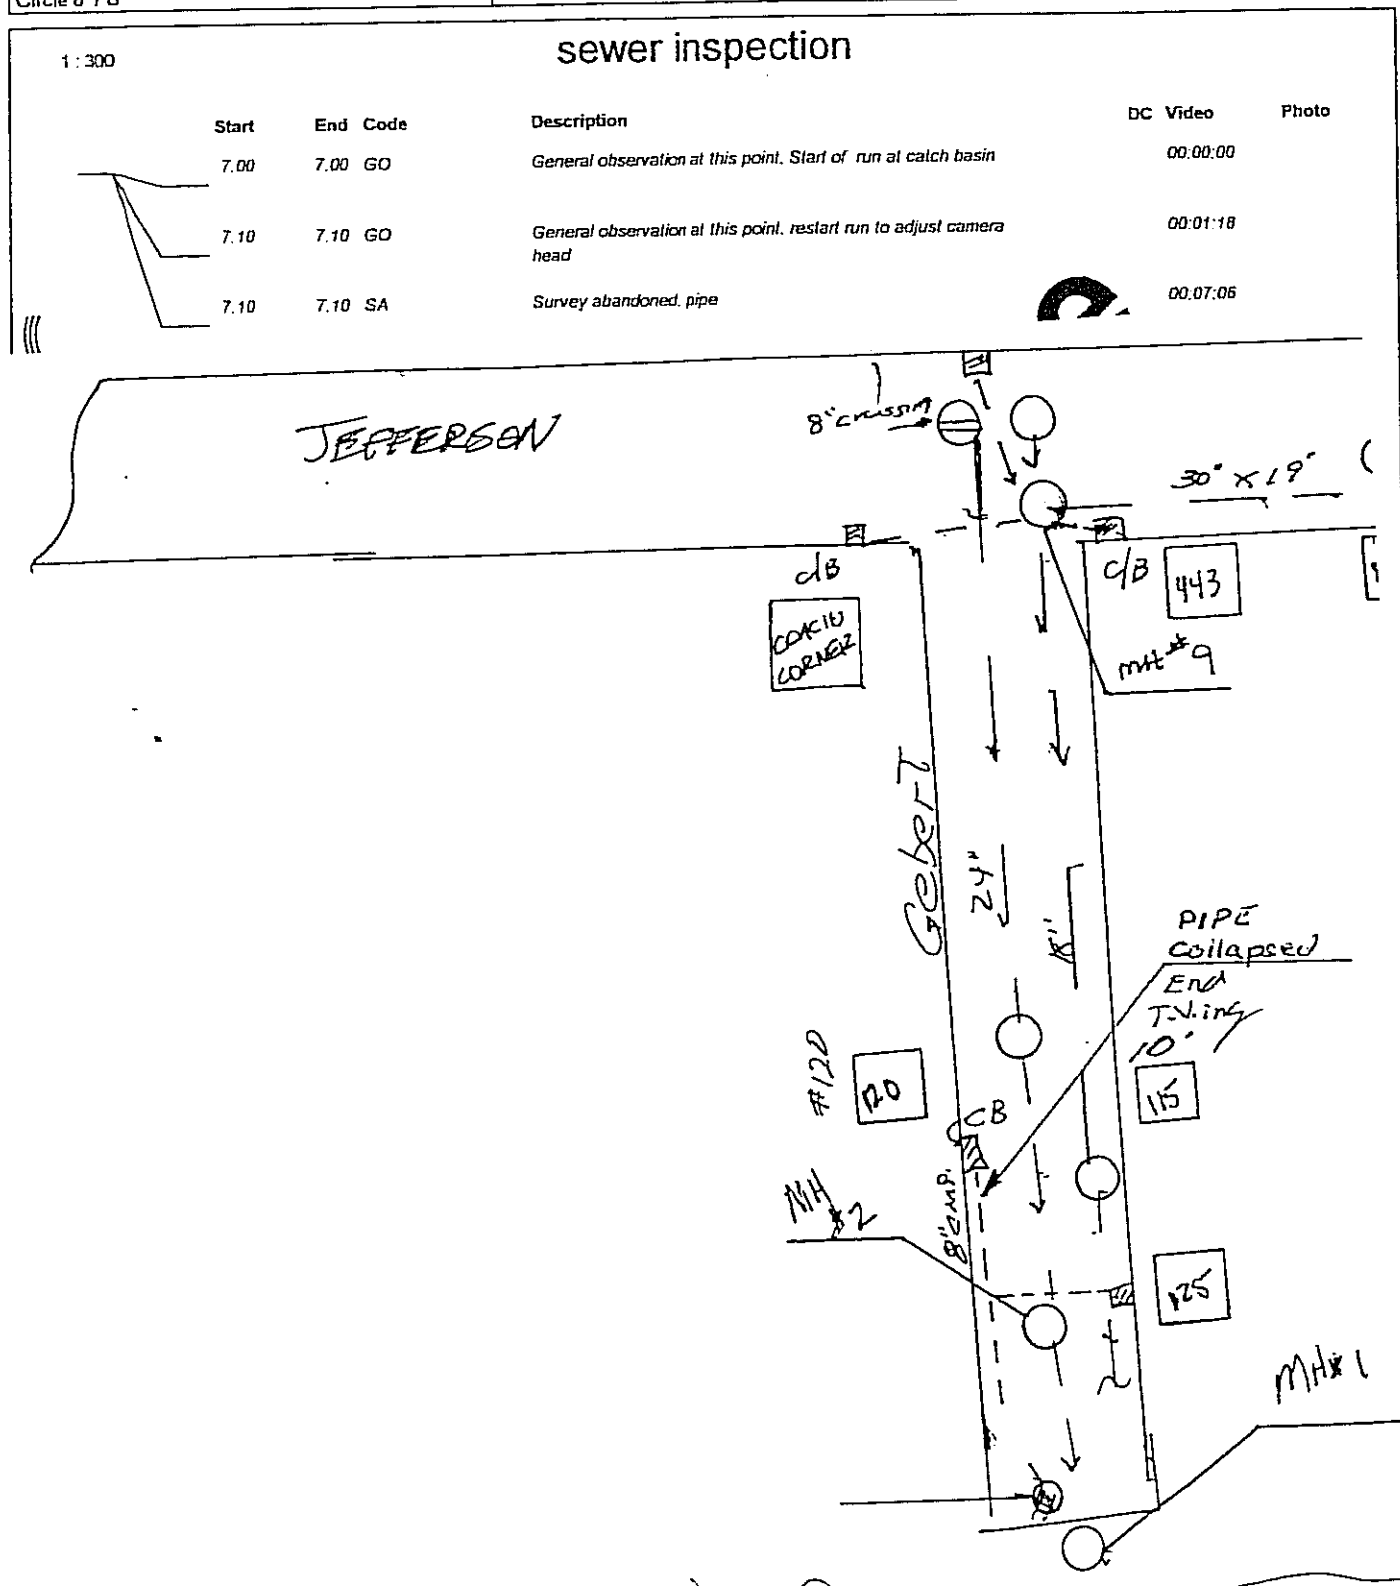 sewer inspection
1 : 300
Start End Code Description DC Video Photo
7.00 7.00 GO General observation at this point. Start of run at catch basin 00:00:00
7.10 7.10 GO General observation at this point. restart run to adjust camera
head 00:01:18
7.10 7.10 SA Survey abandoned. pipe 00:07:06
JEFFERSON
8" crossing
30" x 19"
c/B
c/B
443
CORNER
MH #9
Gebert
24"
18"
PIPE
Collapsed
End
T.V.ing
10'
#120
120
115
CB
8" CMP.
MH #2
125
MH #1